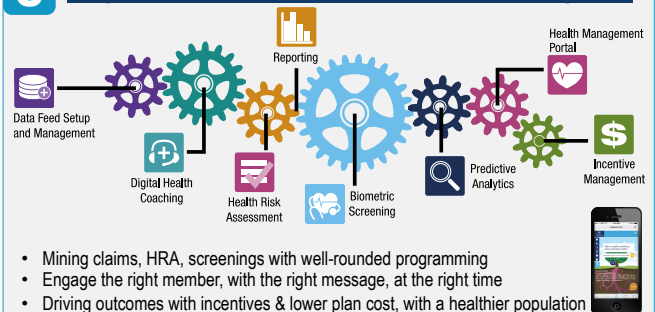 Health Management
Portal
Reporting
Data Feed Setup
and Management
Digital Health
Coaching
Health Risk
Assessment
Biometric
Screening
Predictive
Analytics
$
Incentive
Management
• Mining claims, HRA, screenings with well-rounded programming
• Engage the right member, with the right message, at the right time
• Driving outcomes with incentives & lower plan cost, with a healthier population